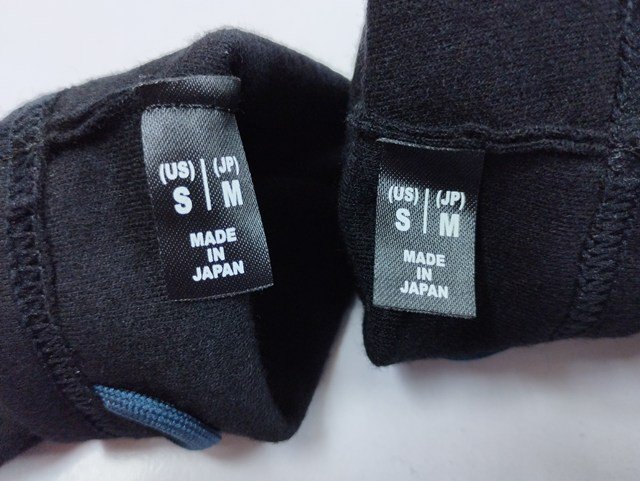 (US) | (JP)
S | M
MADE
IN
JAPAN
(US) | (JP)
S | M
MADE
IN
JAPAN